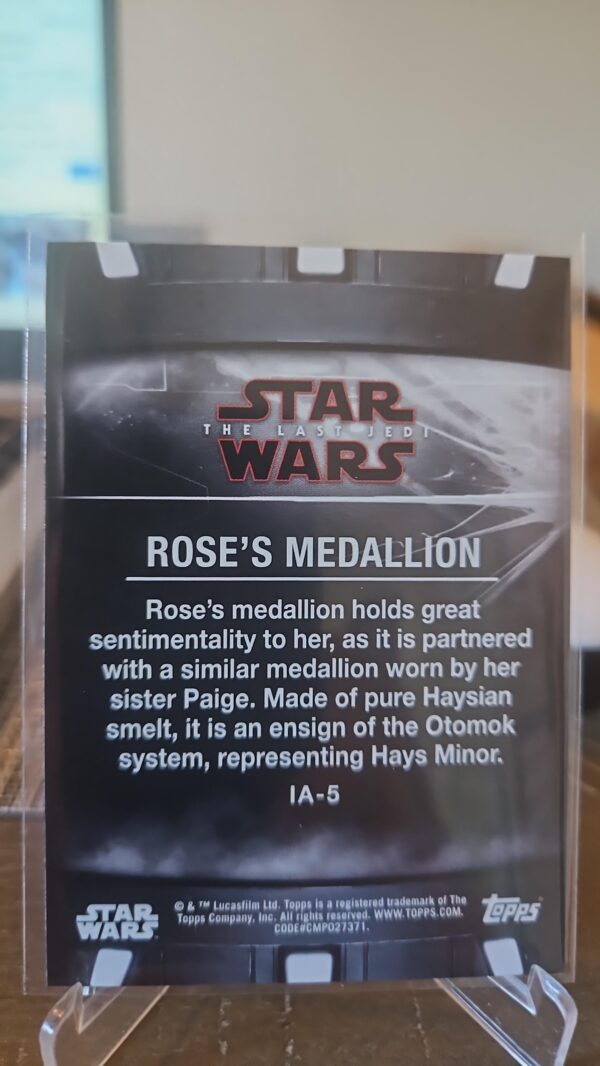 STAR
THE LAST JEDI
WARS
ROSE'S MEDALLION
Rose's medallion holds great
sentimentality to her, as it is partnered
with a similar medallion worn by her
sister Paige. Made of pure Haysian
smelt, it is an ensign of the Otomok
system, representing Hays Minor.
IA-5
STAR
WARS
© & ™ Lucasfilm Ltd. Topps is a registered trademark of The
Topps Company, Inc. All rights reserved. WWW.TOPPS.COM.
CODE#CMP027371.
topps